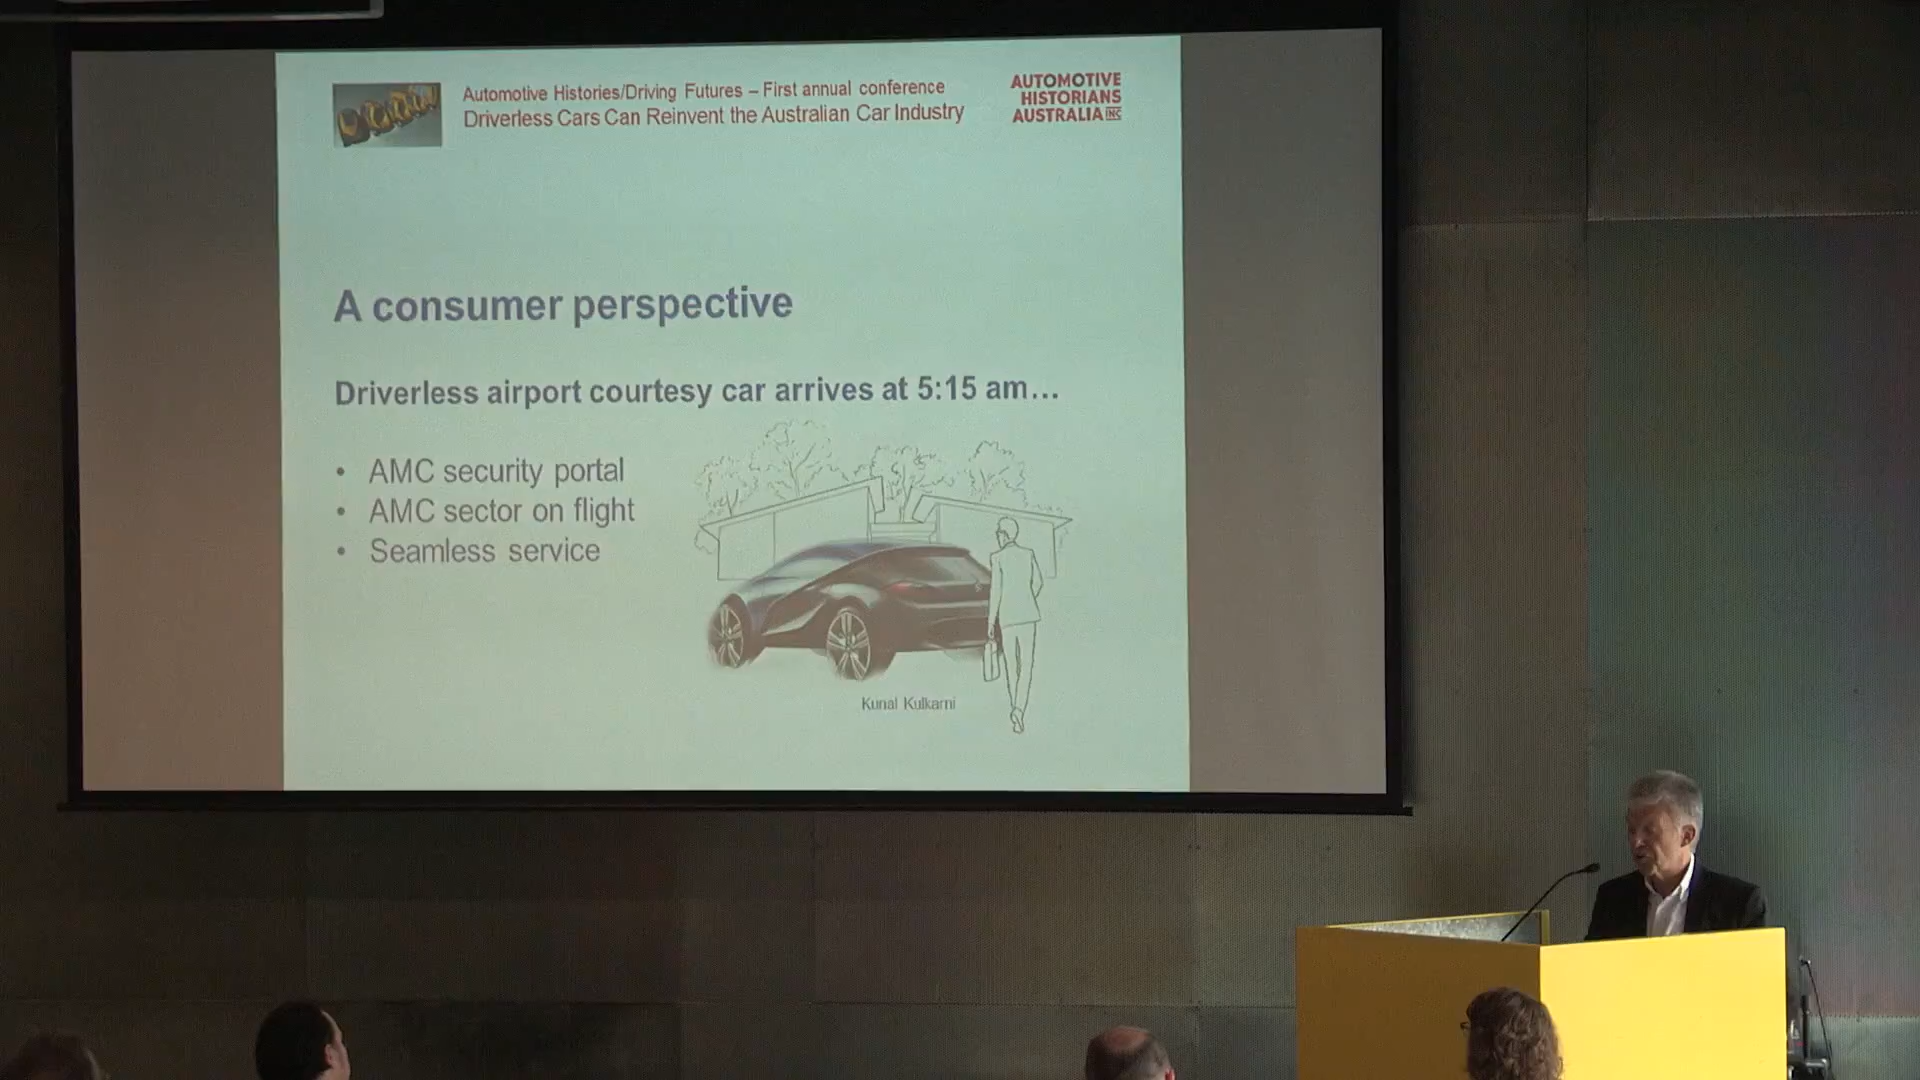 Automotive Histories/Driving Futures – First annual conference
Driverless Cars Can Reinvent the Australian Car Industry
AUTOMOTIVE
HISTORIANS
AUSTRALIA INC
A consumer perspective
Driverless airport courtesy car arrives at 5:15 am…
• AMC security portal
• AMC sector on flight
• Seamless service
Kunal Kulkarni